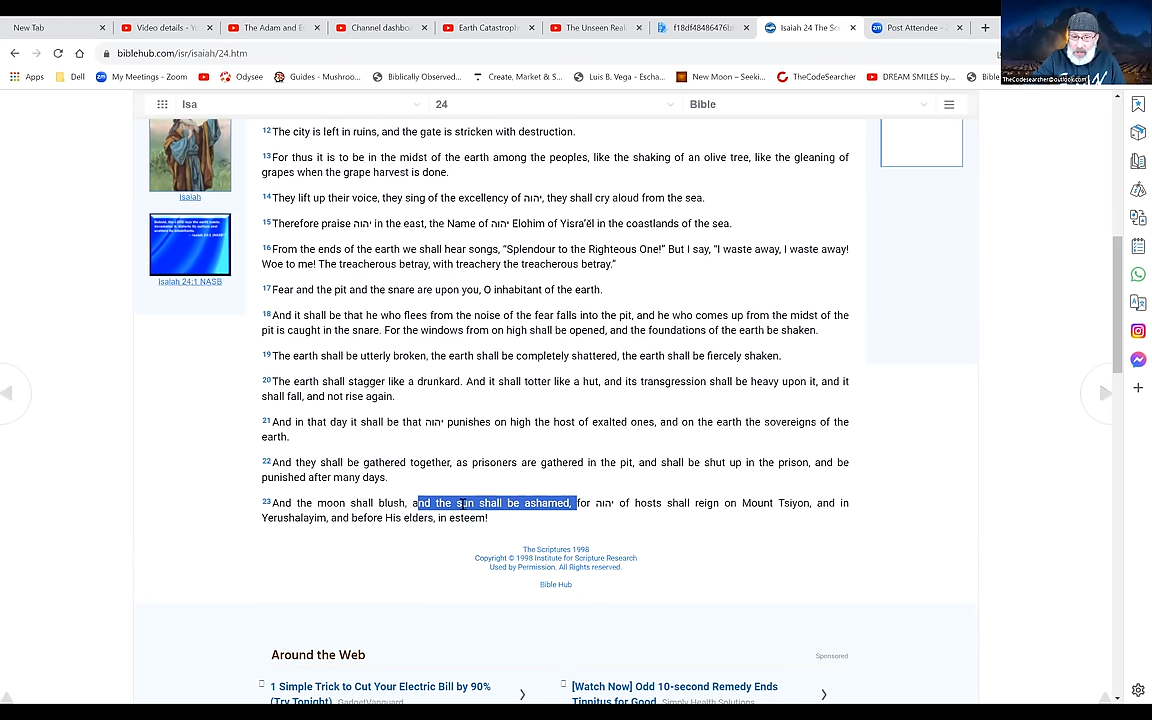 New Tab
Video details - Yo
The Adam and E
Channel dashboa
Earth Catastroph
The Unseen Real
f18df48486476b
Isaiah 24 The Sc
Post Attendee -
biblehub.com/isr/isaiah/24.htm
Apps
Dell
My Meetings - Zoom
Odysee
Guides - Mushroo...
Biblically Observed...
Create, Market & S...
Luis B. Vega - Escha...
New Moon – Seeki...
TheCodeSearcher
DREAM SMILES by...
Bible
TheCodesearcher@outlook.com
Isa
24
Bible
12 The city is left in ruins, and the gate is stricken with destruction.
13 For thus it is to be in the midst of the earth among the peoples, like the shaking of an olive tree, like the gleaning of
grapes when the grape harvest is done.
14 They lift up their voice, they sing of the excellency of יהוה, they shall cry aloud from the sea.
15 Therefore praise יהוה in the east, the Name of יהוה Elohim of Yisra’ĕl in the coastlands of the sea.
16 From the ends of the earth we shall hear songs, “Splendour to the Righteous One!” But I say, “I waste away, I waste away!
Woe to me! The treacherous betray, with treachery the treacherous betray.”
17 Fear and the pit and the snare are upon you, O inhabitant of the earth.
18 And it shall be that he who flees from the noise of the fear falls into the pit, and he who comes up from the midst of the
pit is caught in the snare. For the windows from on high shall be opened, and the foundations of the earth be shaken.
19 The earth shall be utterly broken, the earth shall be completely shattered, the earth shall be fiercely shaken.
20 The earth shall stagger like a drunkard. And it shall totter like a hut, and its transgression shall be heavy upon it, and it
shall fall, and not rise again.
21 And in that day it shall be that יהוה punishes on high the host of exalted ones, and on the earth the sovereigns of the
earth.
22 And they shall be gathered together, as prisoners are gathered in the pit, and shall be shut up in the prison, and be
punished after many days.
23 And the moon shall blush, and the sun shall be ashamed, for יהוה of hosts shall reign on Mount Tsiyon, and in
Yerushalayim, and before His elders, in esteem!
Isaiah
Isaiah 24:1 NASB
The Scriptures 1998
Copyright © 1998 Institute for Scripture Research
Used by Permission. All Rights reserved.
Bible Hub
Around the Web
Sponsored
1 Simple Trick to Cut Your Electric Bill by 90%
(Try Tonight) GadgetVanguard
[Watch Now] Odd 10-second Remedy Ends
Tinnitus for Good Simply Health Solutions